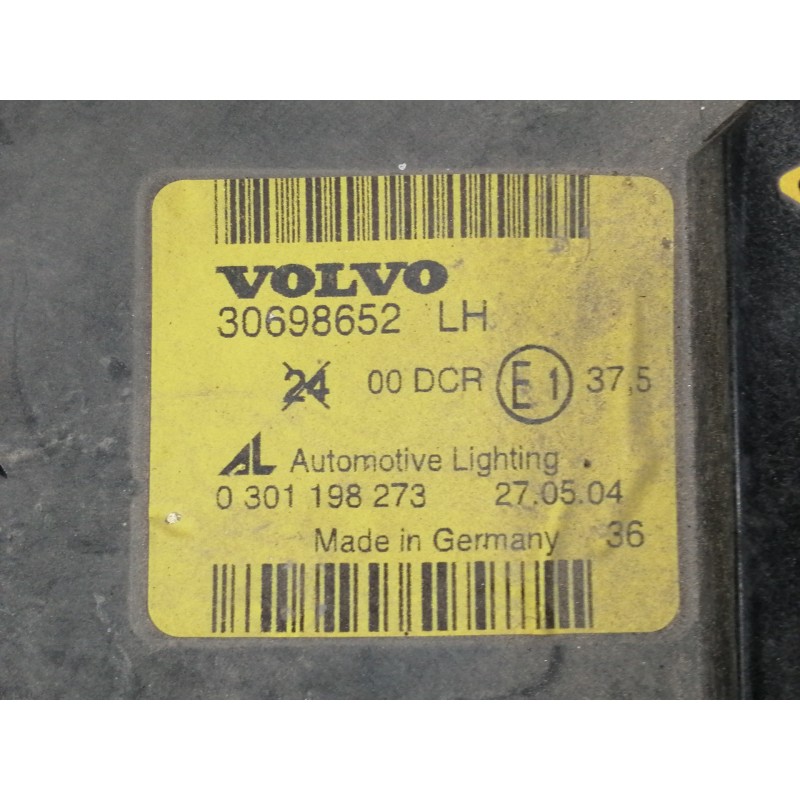 VOLVO
30698652 LH
24 00 DCR E1 37,5
AL Automotive Lighting
0 301 198 273 27.05.04
Made in Germany 36